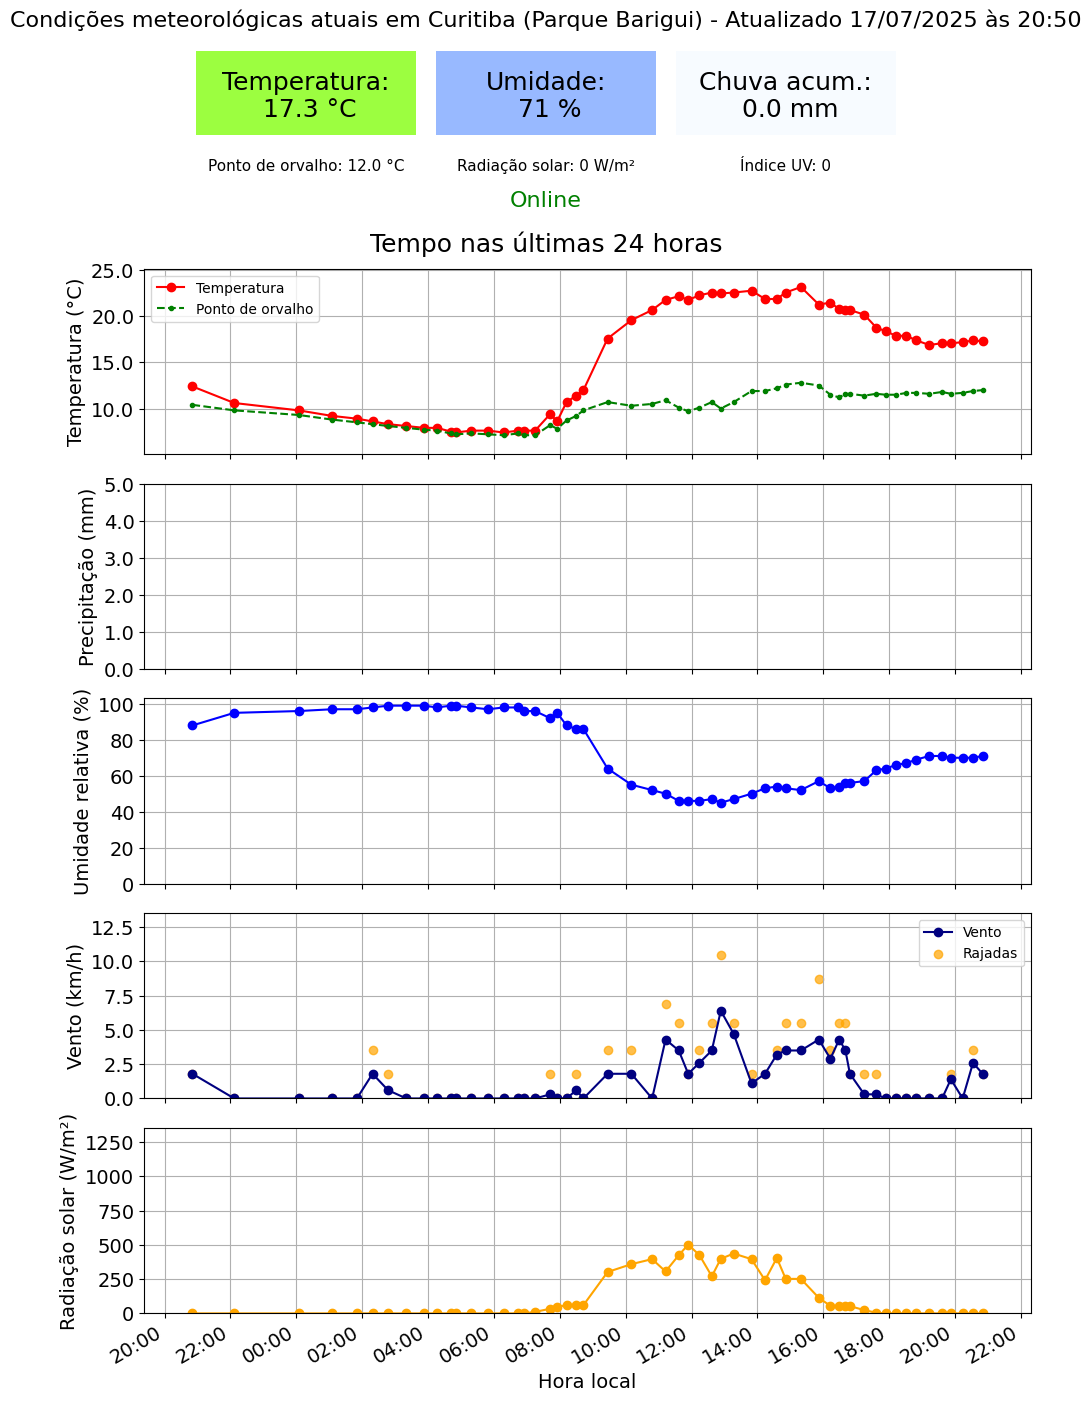 Condições meteorológicas atuais em Curitiba (Parque Barigui) - Atualizado 17/07/2025 às 20:50
Temperatura:
17.3 °C
Umidade:
71 %
Chuva acum.:
0.0 mm
Ponto de orvalho: 12.0 °C
Radiação solar: 0 W/m²
Índice UV: 0
Online
Tempo nas últimas 24 horas
Temperatura (°C)
25.0
20.0
15.0
10.0
Temperatura
Ponto de orvalho
Precipitação (mm)
5.0
4.0
3.0
2.0
1.0
0.0
Umidade relativa (%)
100
80
60
40
20
0
Vento (km/h)
12.5
10.0
7.5
5.0
2.5
0.0
Vento
Rajadas
Radiação solar (W/m²)
1250
1000
750
500
250
0
20:00
22:00
00:00
02:00
04:00
06:00
08:00
10:00
12:00
14:00
16:00
18:00
20:00
22:00
Hora local